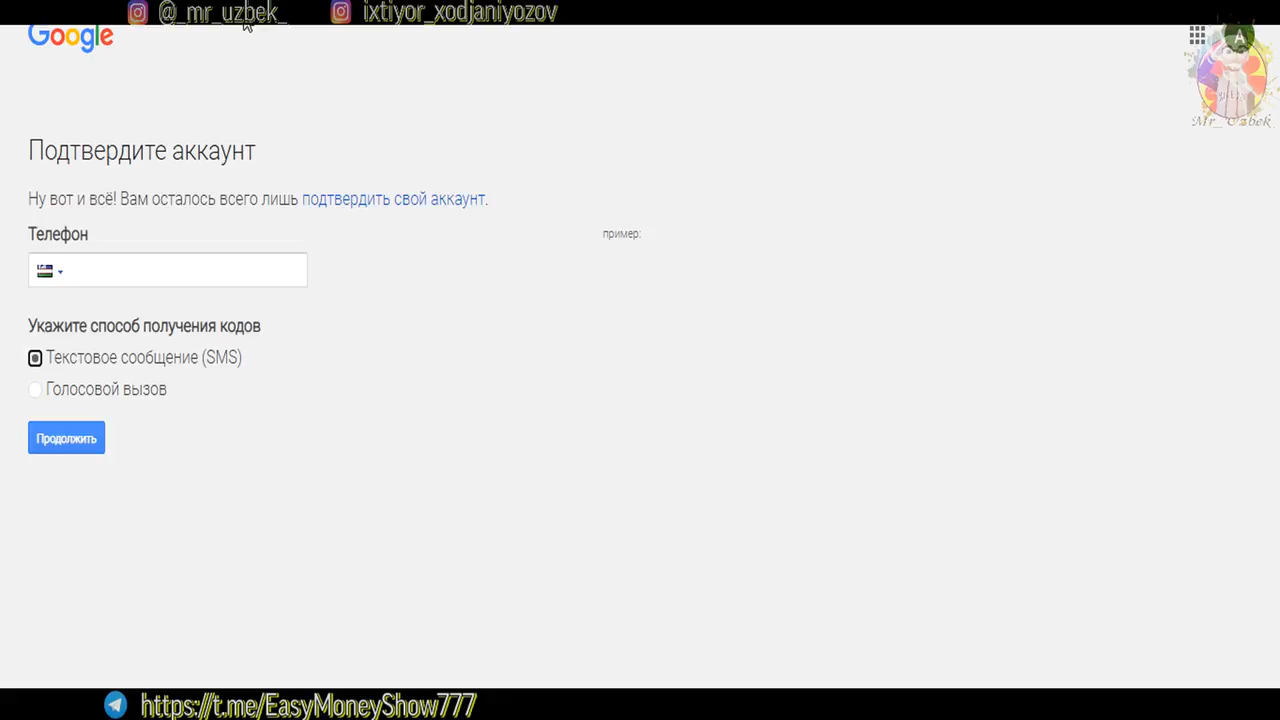 @_mr_uzbek_ ixtiyor_xodjaniyozov
Google
A
Mr_Uzbek
Подтвердите аккаунт
Ну вот и всё! Вам осталось всего лишь подтвердить свой аккаунт.
Телефон
пример:
Укажите способ получения кодов
Текстовое сообщение (SMS)
Голосовой вызов
Продолжить
https://t.me/EasyMoneyShow777